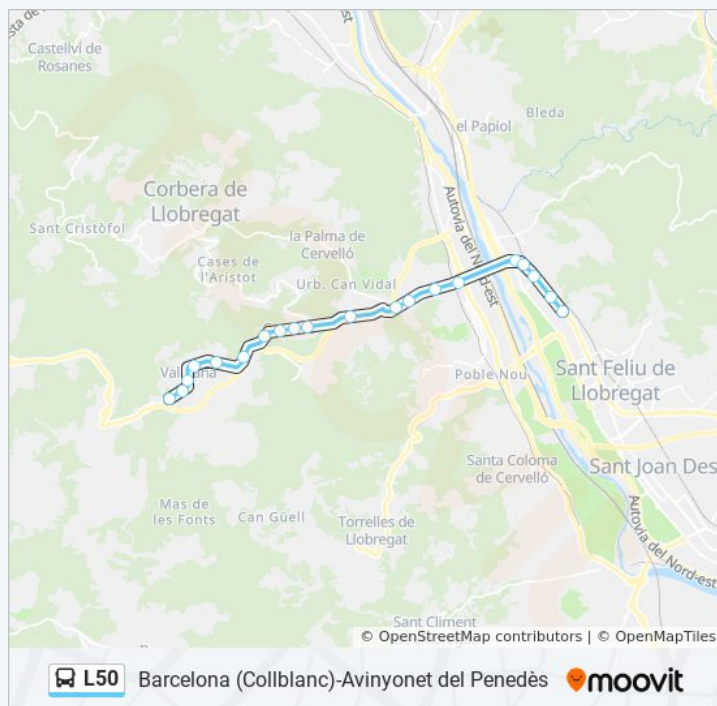 Castellví de
Rosanes
Bleda
el Papiol
Corbera de
Llobregat
Autovia del Nord-est
Sant Cristòfol
la Palma de
Cervelló
Cases de
l'Aristot
Urb. Can Vidal
Sant Feliu de
Llobregat
Poble Nou
Santa Coloma
de Cervelló
Sant Joan Des
Mas de
les Fonts
Can Güell
Torrelles de
Llobregat
Autovia del Nord-est
Sant Climent
© OpenStreetMap contributors | © OpenMapTiles
L50 Barcelona (Collblanc)-Avinyonet del Penedès moovit